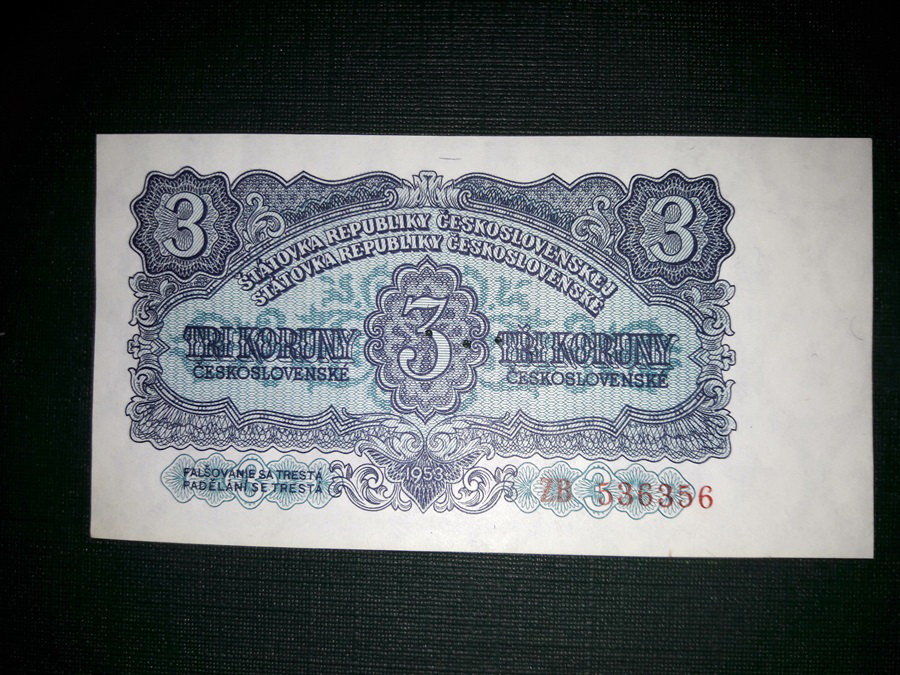 3 3
ŠTÁTOVKA REPUBLIKY ČESKOSLOVENSKEJ
STÁTOVKA REPUBLIKY ČESKOSLOVENSKÉ
3
TRI KORUNY TŘI KORUNY
ČESKOSLOVENSKÉ ČESKOSLOVENSKÉ
FALŠOVANIE SA TRESTÁ
PADĚLÁNÍ SE TRESTÁ
1953
ZB 536356